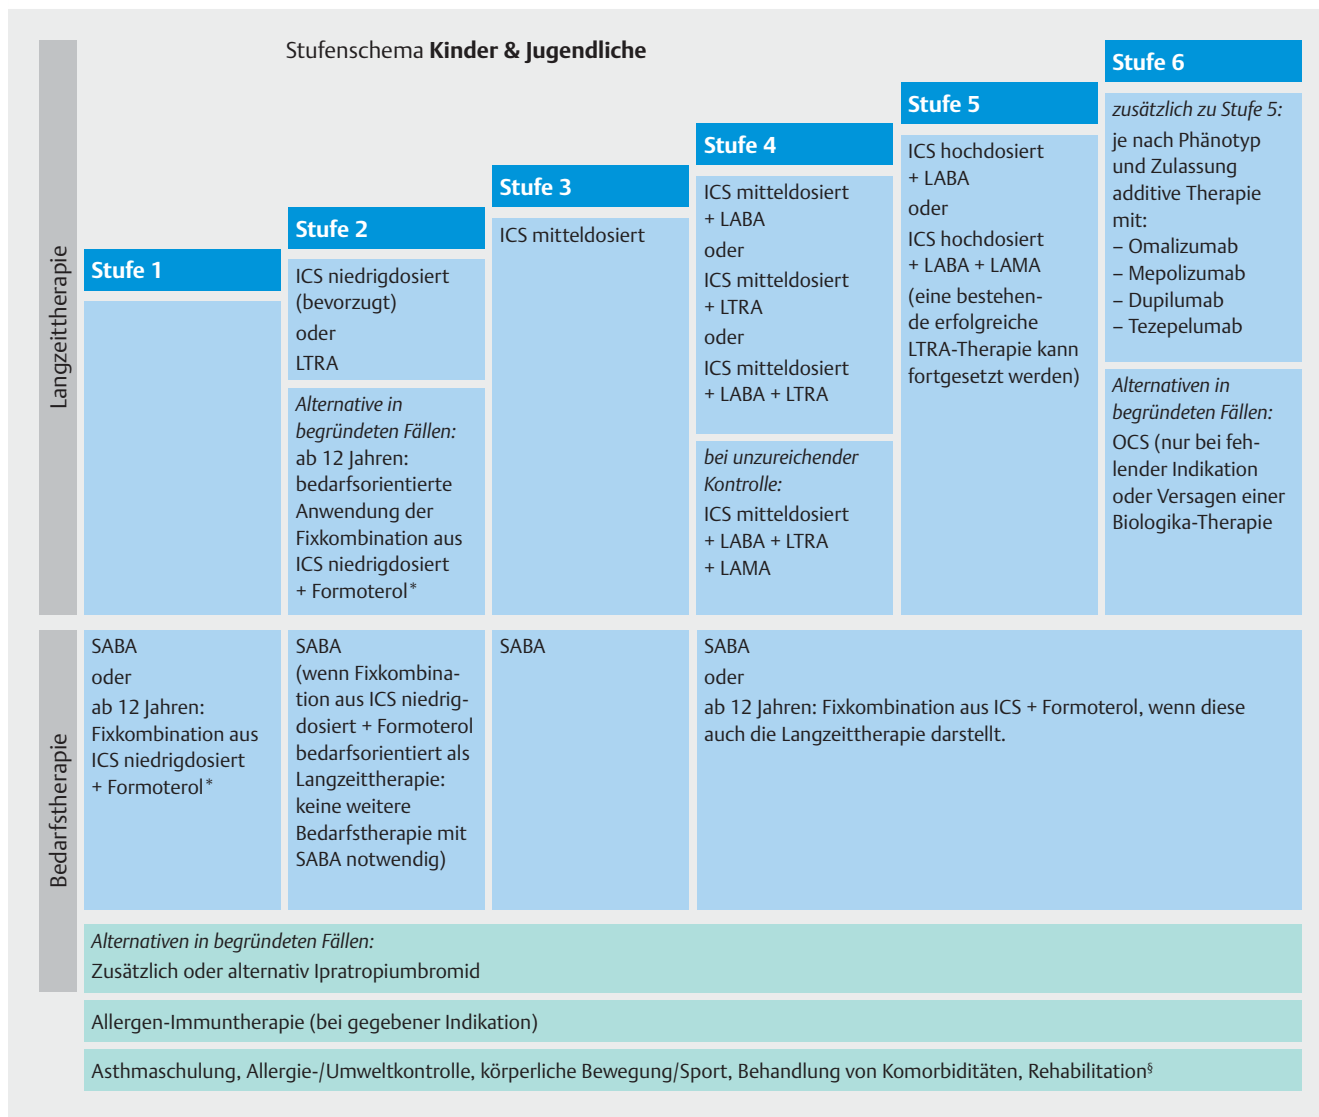 Stufenschema Kinder & Jugendliche
Langzeittherapie
Stufe 1
Stufe 2
ICS niedrigdosiert
(bevorzugt)
oder
LTRA
Alternative in
begründeten Fällen:
ab 12 Jahren:
bedarfsorientierte
Anwendung der
Fixkombination aus
ICS niedrigdosiert
+ Formoterol*
Stufe 3
ICS mitteldosiert
Stufe 4
ICS mitteldosiert
+ LABA
oder
ICS mitteldosiert
+ LTRA
oder
ICS mitteldosiert
+ LABA + LTRA
bei unzureichender
Kontrolle:
ICS mitteldosiert
+ LABA + LTRA
+ LAMA
Stufe 5
ICS hochdosiert
+ LABA
oder
ICS hochdosiert
+ LABA + LAMA
(eine bestehen-
de erfolgreiche
LTRA-Therapie kann
fortgesetzt werden)
Stufe 6
zusätzlich zu Stufe 5:
je nach Phänotyp
und Zulassung
additive Therapie
mit:
– Omalizumab
– Mepolizumab
– Dupilumab
– Tezepelumab
Alternativen in
begründeten Fällen:
OCS (nur bei feh-
lender Indikation
oder Versagen einer
Biologika-Therapie
Bedarfstherapie
SABA
oder
ab 12 Jahren:
Fixkombination aus
ICS niedrigdosiert
+ Formoterol*
SABA
(wenn Fixkombina-
tion aus ICS niedrig-
dosiert + Formoterol
bedarfsorientiert als
Langzeittherapie:
keine weitere
Bedarfstherapie mit
SABA notwendig)
SABA
SABA
oder
ab 12 Jahren: Fixkombination aus ICS + Formoterol, wenn diese
auch die Langzeittherapie darstellt.
Alternativen in begründeten Fällen:
Zusätzlich oder alternativ Ipratropiumbromid
Allergen-Immuntherapie (bei gegebener Indikation)
Asthmaschulung, Allergie-/Umweltkontrolle, körperliche Bewegung/Sport, Behandlung von Komorbiditäten, Rehabilitation§